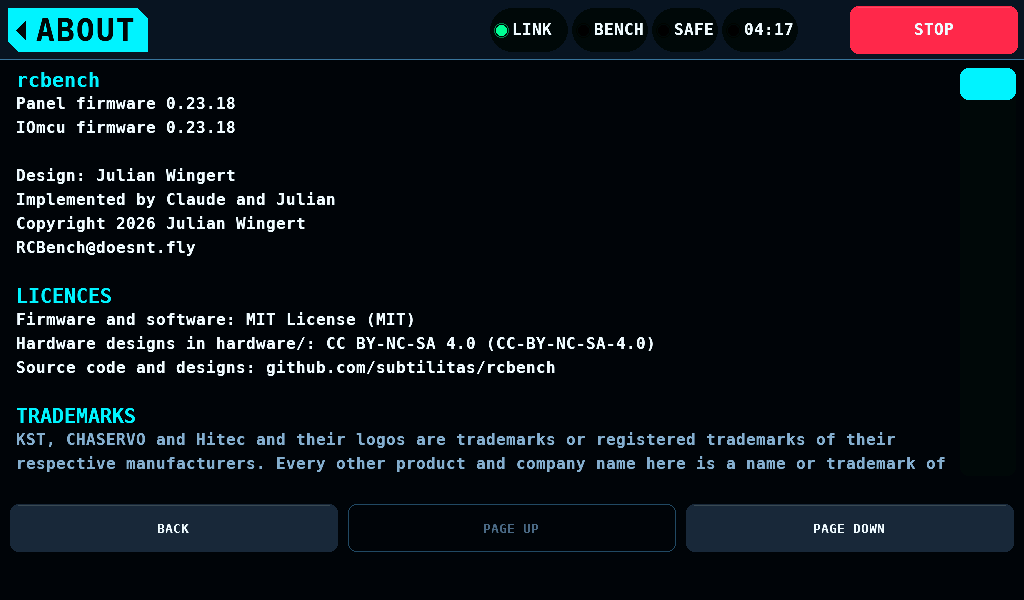 ABOUT
LINK
BENCH
SAFE
04:17
STOP
rcbench
Panel firmware 0.23.18
IOmcu firmware 0.23.18
Design: Julian Wingert
Implemented by Claude and Julian
Copyright 2026 Julian Wingert
RCBench@doesnt.fly
LICENCES
Firmware and software: MIT License (MIT)
Hardware designs in hardware/: CC BY-NC-SA 4.0 (CC-BY-NC-SA-4.0)
Source code and designs: github.com/subtilitas/rcbench
TRADEMARKS
KST, CHASERVO and Hitec and their logos are trademarks or registered trademarks of their
respective manufacturers. Every other product and company name here is a name or trademark of
BACK
PAGE UP
PAGE DOWN